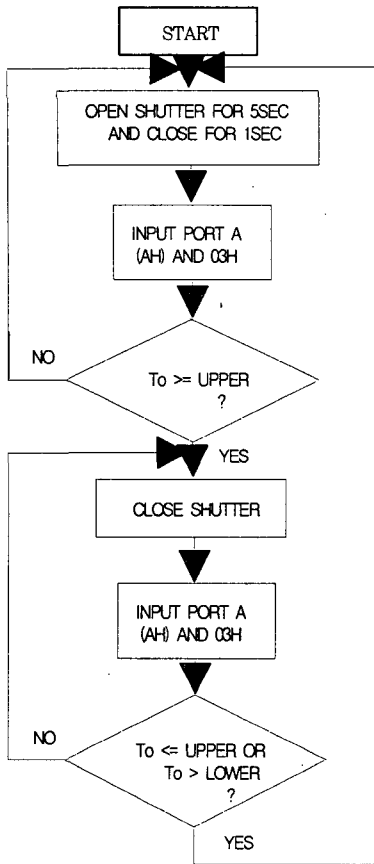 START
OPEN SHUTTER FOR 5SEC
AND CLOSE FOR 1SEC
INPUT PORT A
(AH) AND 03H
NO
To >= UPPER
?
YES
CLOSE SHUTTER
INPUT PORT A
(AH) AND 03H
NO
To <= UPPER OR
To > LOWER
?
YES